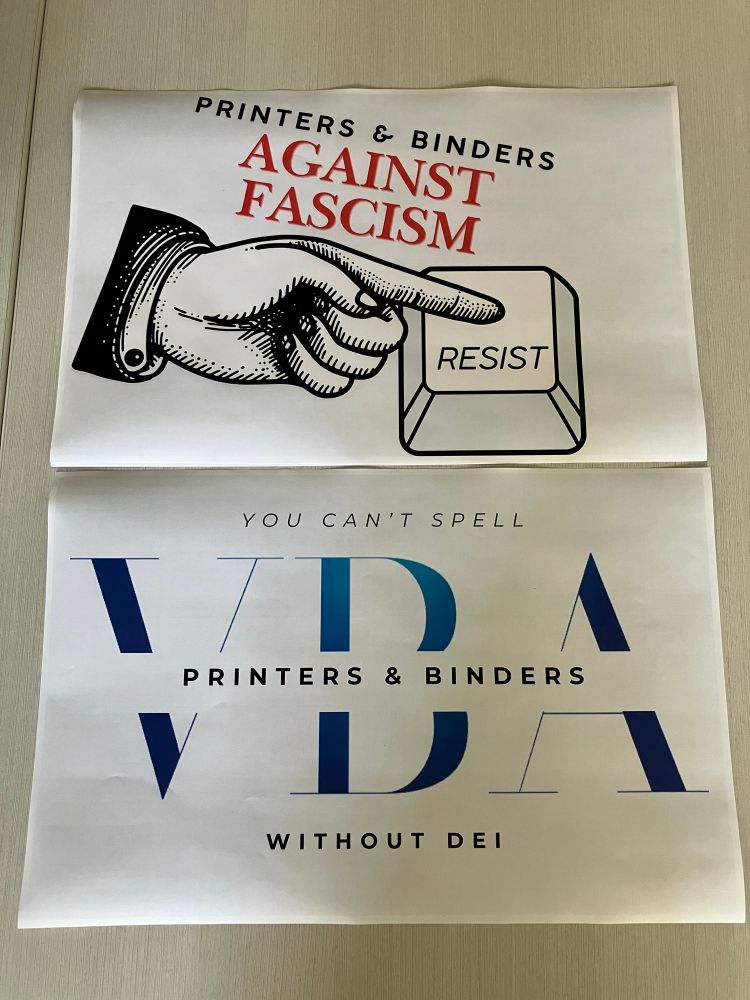 PRINTERS & BINDERS
AGAINST
FASCISM
RESIST
YOU CAN'T SPELL
VDA
PRINTERS & BINDERS
WITHOUT DEI